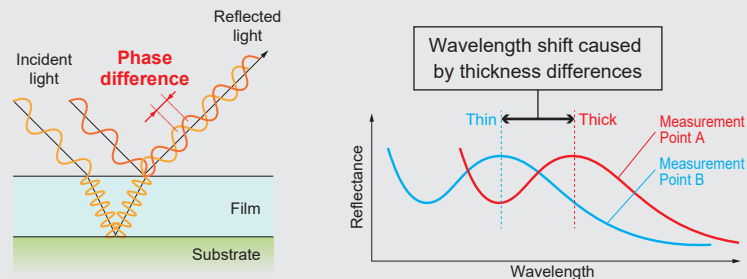 Incident
light
Phase
difference
Reflected
light
Film
Substrate
Wavelength shift caused
by thickness differences
Thin
Thick
Measurement
Point A
Measurement
Point B
Reflectance
Wavelength